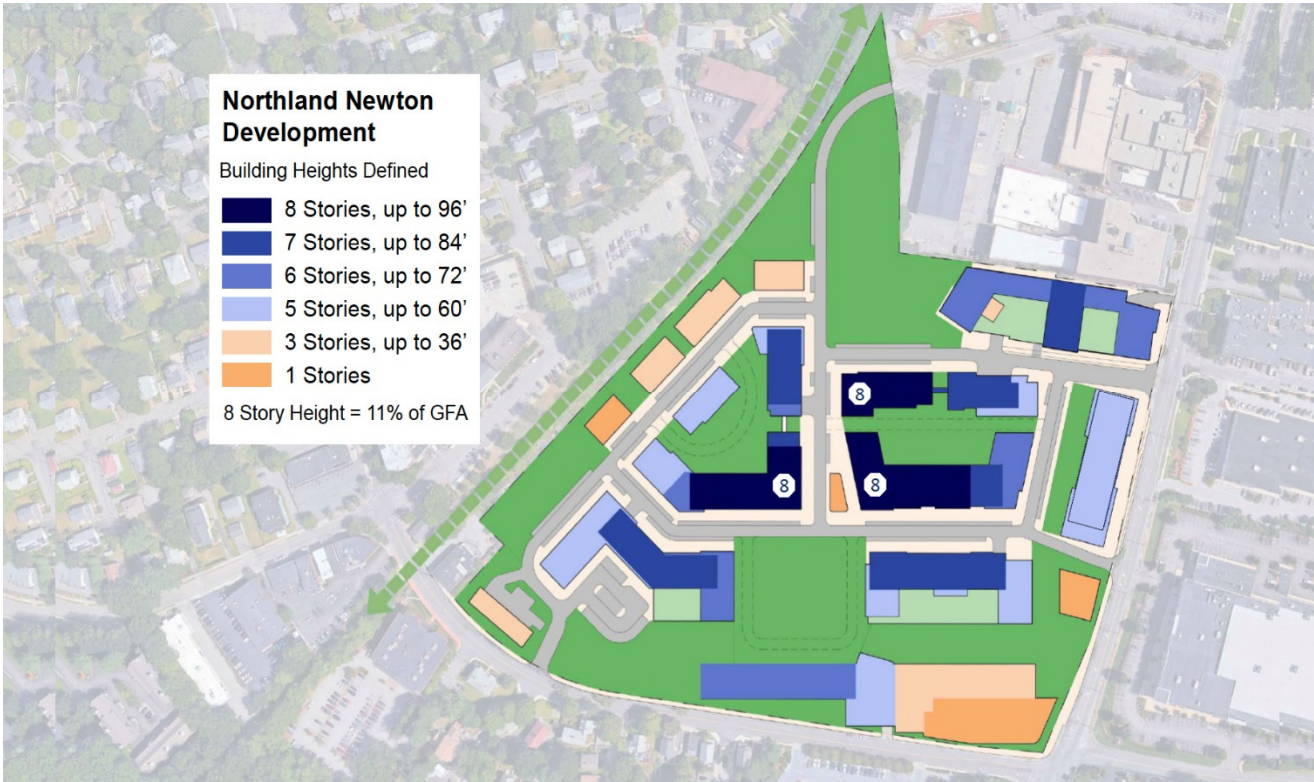 Northland Newton
Development
Building Heights Defined
8 Stories, up to 96’
7 Stories, up to 84’
6 Stories, up to 72’
5 Stories, up to 60’
3 Stories, up to 36’
1 Stories
8 Story Height = 11% of GFA
8
8
8